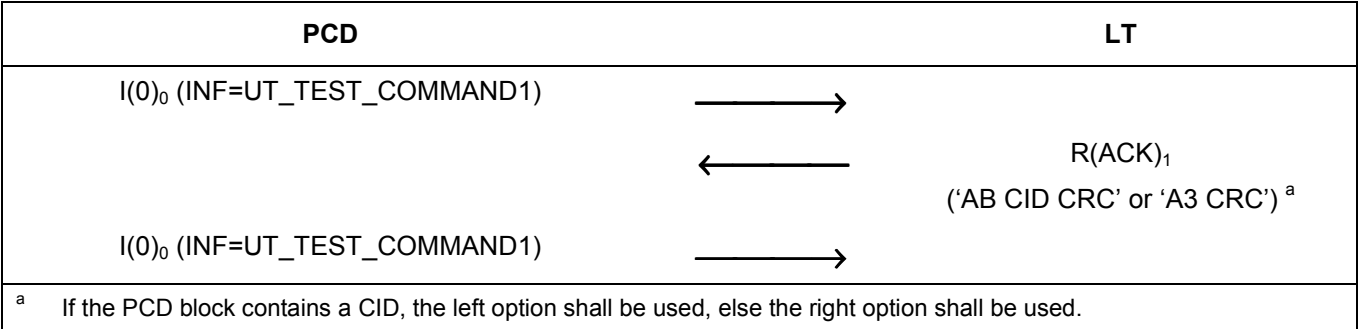 PCD LT
I(0)₀ (INF=UT_TEST_COMMAND1)
R(ACK)₁
(‘AB CID CRC’ or ‘A3 CRC’) ᵃ
I(0)₀ (INF=UT_TEST_COMMAND1)
ᵃ If the PCD block contains a CID, the left option shall be used, else the right option shall be used.